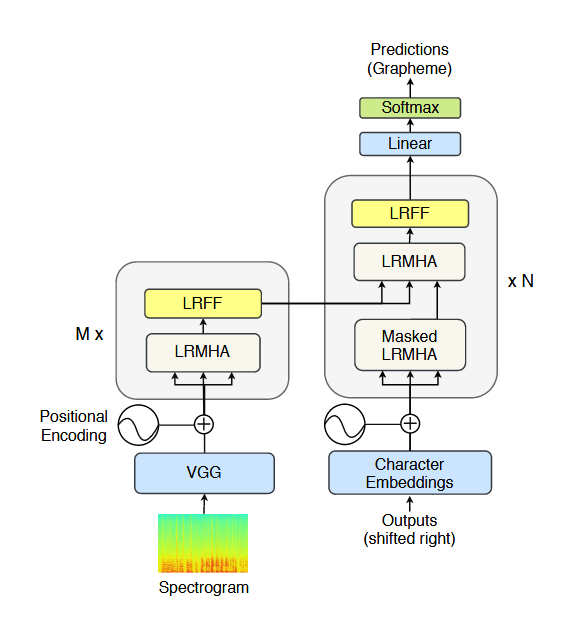 Predictions
(Grapheme)
Softmax
Linear
LRFF
LRMHA
x N
LRFF
M x
LRMHA
Masked
LRMHA
Positional
Encoding
VGG
Character
Embeddings
Outputs
(shifted right)
Spectrogram